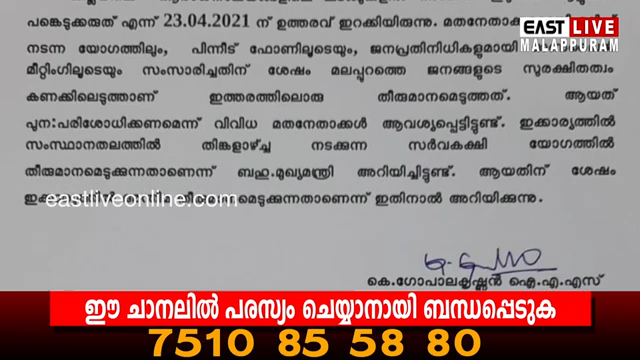 പങ്കെടുക്കരുത് എന്ന് 23.04.2021 ന് ഉത്തരവ് ഇറക്കിയിരുന്നു.
EAST LIVE
MALAPPURAM
നടന്ന യോഗത്തിലും, പിന്നീട് ഫോണിലൂടെയും, ജനപ്രതിനിധികളുമായി
മീറ്റിംഗിലൂടെയും സംസാരിച്ചതിന് ശേഷം മലപ്പുറത്തെ ജനങ്ങളുടെ സുരക്ഷിതത്വം
കണക്കിലെടുത്താണ് ഇത്തരത്തിലൊരു തീരുമാനമെടുത്തത്. ആയത്
പുന:പരിശോധിക്കണമെന്ന് വിവിധ മതനേതാക്കൾ ആവശ്യപ്പെട്ടിട്ടുണ്ട്. ഇക്കാര്യത്തിൽ
സംസ്ഥാനതലത്തിൽ തിങ്കളാഴ്ച്ച നടക്കുന്ന സർവകക്ഷി യോഗത്തിൽ
തീരുമാനമെടുക്കുന്നതാണെന്ന് ബഹു.മുഖ്യമന്ത്രി അറിയിച്ചിട്ടുണ്ട്. ആയതിന് ശേഷം
eastliveonline.com
തീരുമാനമെടുക്കുന്നതാണെന്ന് ഇതിനാൽ അറിയിക്കുന്നു.
കെ.ഗോപാലകൃഷ്ണൻ ഐ.എ.എസ്
ഈ ചാനലിൽ പരസ്യം ചെയ്യാനായി ബന്ധപ്പെടുക
7510 85 58 80